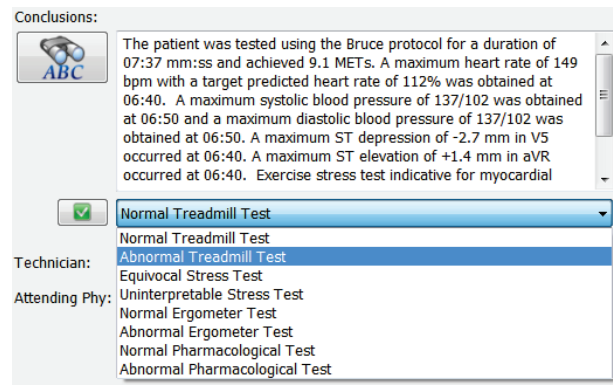 Conclusions:
ABC
The patient was tested using the Bruce protocol for a duration of
07:37 mm:ss and achieved 9.1 METs. A maximum heart rate of 149
bpm with a target predicted heart rate of 112% was obtained at
06:40.  A maximum systolic blood pressure of 137/102 was obtained
at 06:50 and a maximum diastolic blood pressure of 137/102 was
obtained at 06:50. A maximum ST depression of -2.7 mm in V5
occurred at 06:40. A maximum ST elevation of +1.4 mm in aVR
occurred at 06:40.  Exercise stress test indicative for myocardial
Normal Treadmill Test
Normal Treadmill Test
Abnormal Treadmill Test
Technician:
Equivocal Stress Test
Attending Phy:
Uninterpretable Stress Test
Normal Ergometer Test
Abnormal Ergometer Test
Normal Pharmacological Test
Abnormal Pharmacological Test